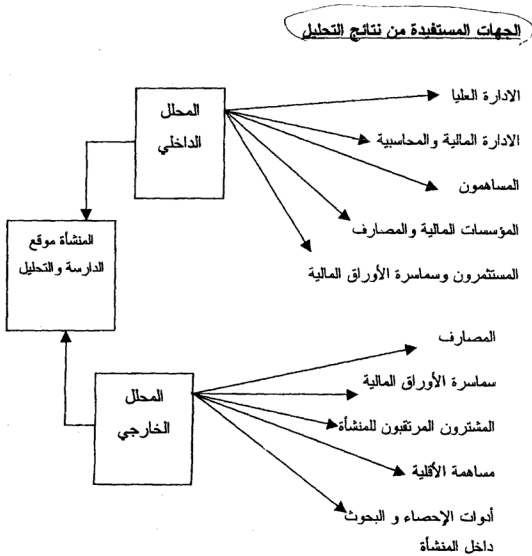 الجهات المستفيدة من نتائج التحليل
المحلل
الداخلي
الادارة العليا
الادارة المالية والمحاسبية
المساهمون
المؤسسات المالية والمصارف
المستثمرون وسماسرة الأوراق المالية
المنشأة موقع
الدارسة والتحليل
المحلل
الخارجي
المصارف
سماسرة الأوراق المالية
المشترون المرتقبون للمنشأة
مساهمة الأقلية
أدوات الإحصاء و البحوث
داخل المنشأة